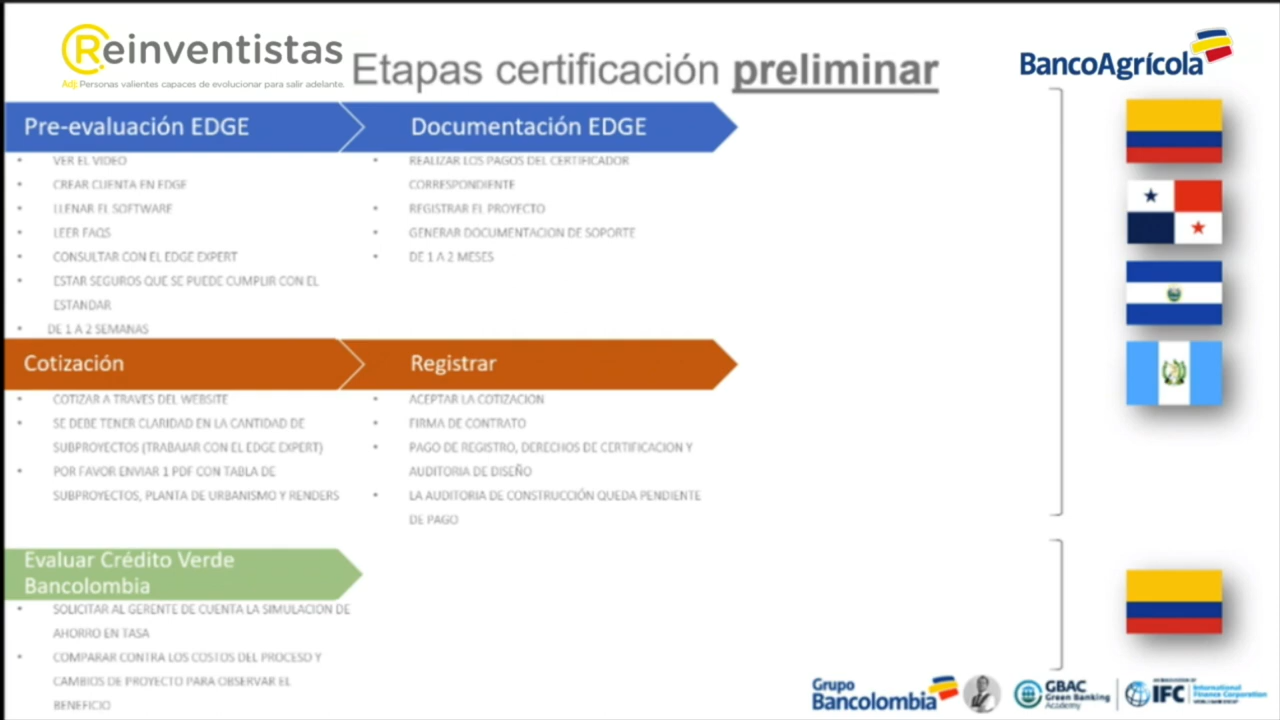 Reinventistas
Adj: Personas valientes capaces de evolucionar para salir adelante.
Etapas certificación preliminar
BancoAgrícola
Pre-evaluación EDGE
VER EL VIDEO
CREAR CUENTA EN EDGE
LLENAR EL SOFTWARE
LEER FAQS
CONSULTAR CON EL EDGE EXPERT
ESTAR SEGUROS QUE SE PUEDE CUMPLIR CON EL
ESTANDAR
DE 1 A 2 SEMANAS
Documentación EDGE
REALIZAR LOS PAGOS DEL CERTIFICADOR
CORRESPONDIENTE
REGISTRAR EL PROYECTO
GENERAR DOCUMENTACION DE SOPORTE
DE 1 A 2 MESES
Cotización
COTIZAR A TRAVES DEL WEBSITE
SE DEBE TENER CLARIDAD EN LA CANTIDAD DE
SUBPROYECTOS (TRABAJAR CON EL EDGE EXPERT)
POR FAVOR ENVIAR 1 PDF CON TABLA DE
SUBPROYECTOS, PLANTA DE URBANISMO Y RENDERS
Registrar
ACEPTAR LA COTIZACION
FIRMA DE CONTRATO
PAGO DE REGISTRO, DERECHOS DE CERTIFICACION Y
AUDITORIA DE DISEÑO
LA AUDITORIA DE CONSTRUCCIÓN QUEDA PENDIENTE
DE PAGO
Evaluar Crédito Verde
Bancolombia
SOLICITAR AL GERENTE DE CUENTA LA SIMULACION DE
AHORRO EN TASA
COMPARAR CONTRA LOS COSTOS DEL PROCESO Y
CAMBIOS DE PROYECTO PARA OBSERVAR EL
BENEFICIO
Grupo
Bancolombia
GBAC
Green Banking
Academy
IFC
International
Finance Corporation